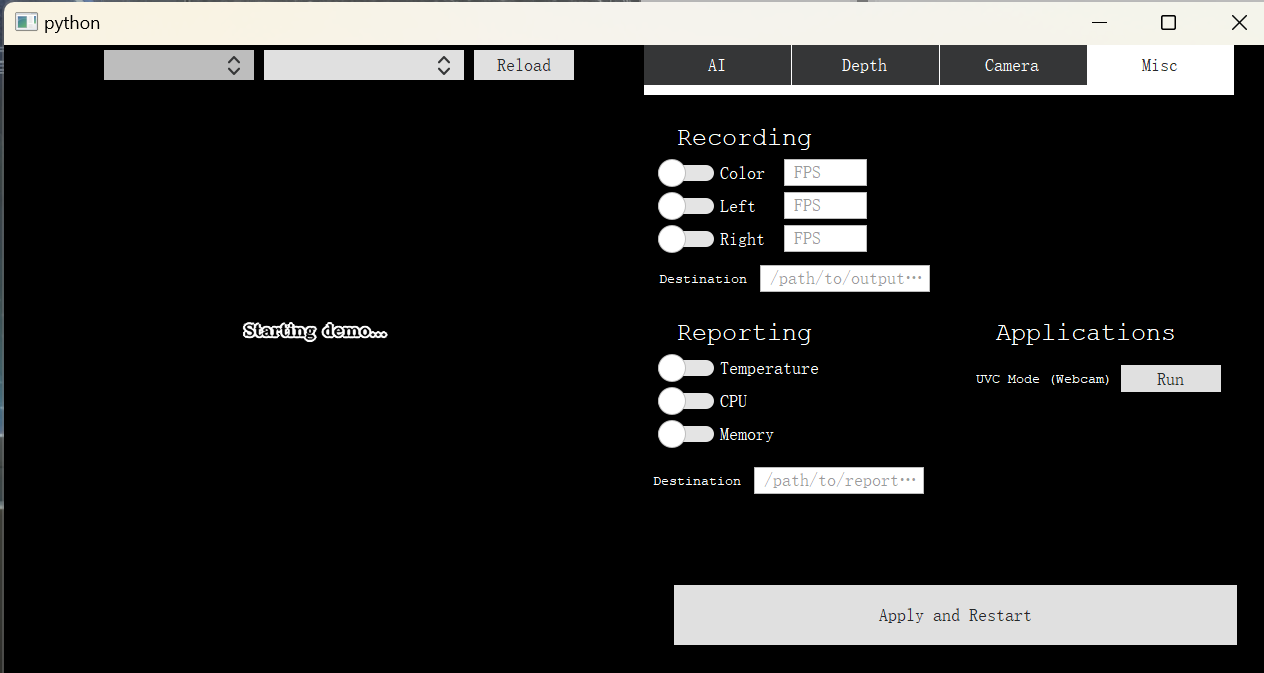 python
Reload
AI Depth Camera Misc
Recording
Color FPS
Left FPS
Right FPS
Destination /path/to/output…
Starting demo...
Reporting
Temperature
CPU
Memory
Destination /path/to/report…
Applications
UVC Mode (Webcam) Run
Apply and Restart